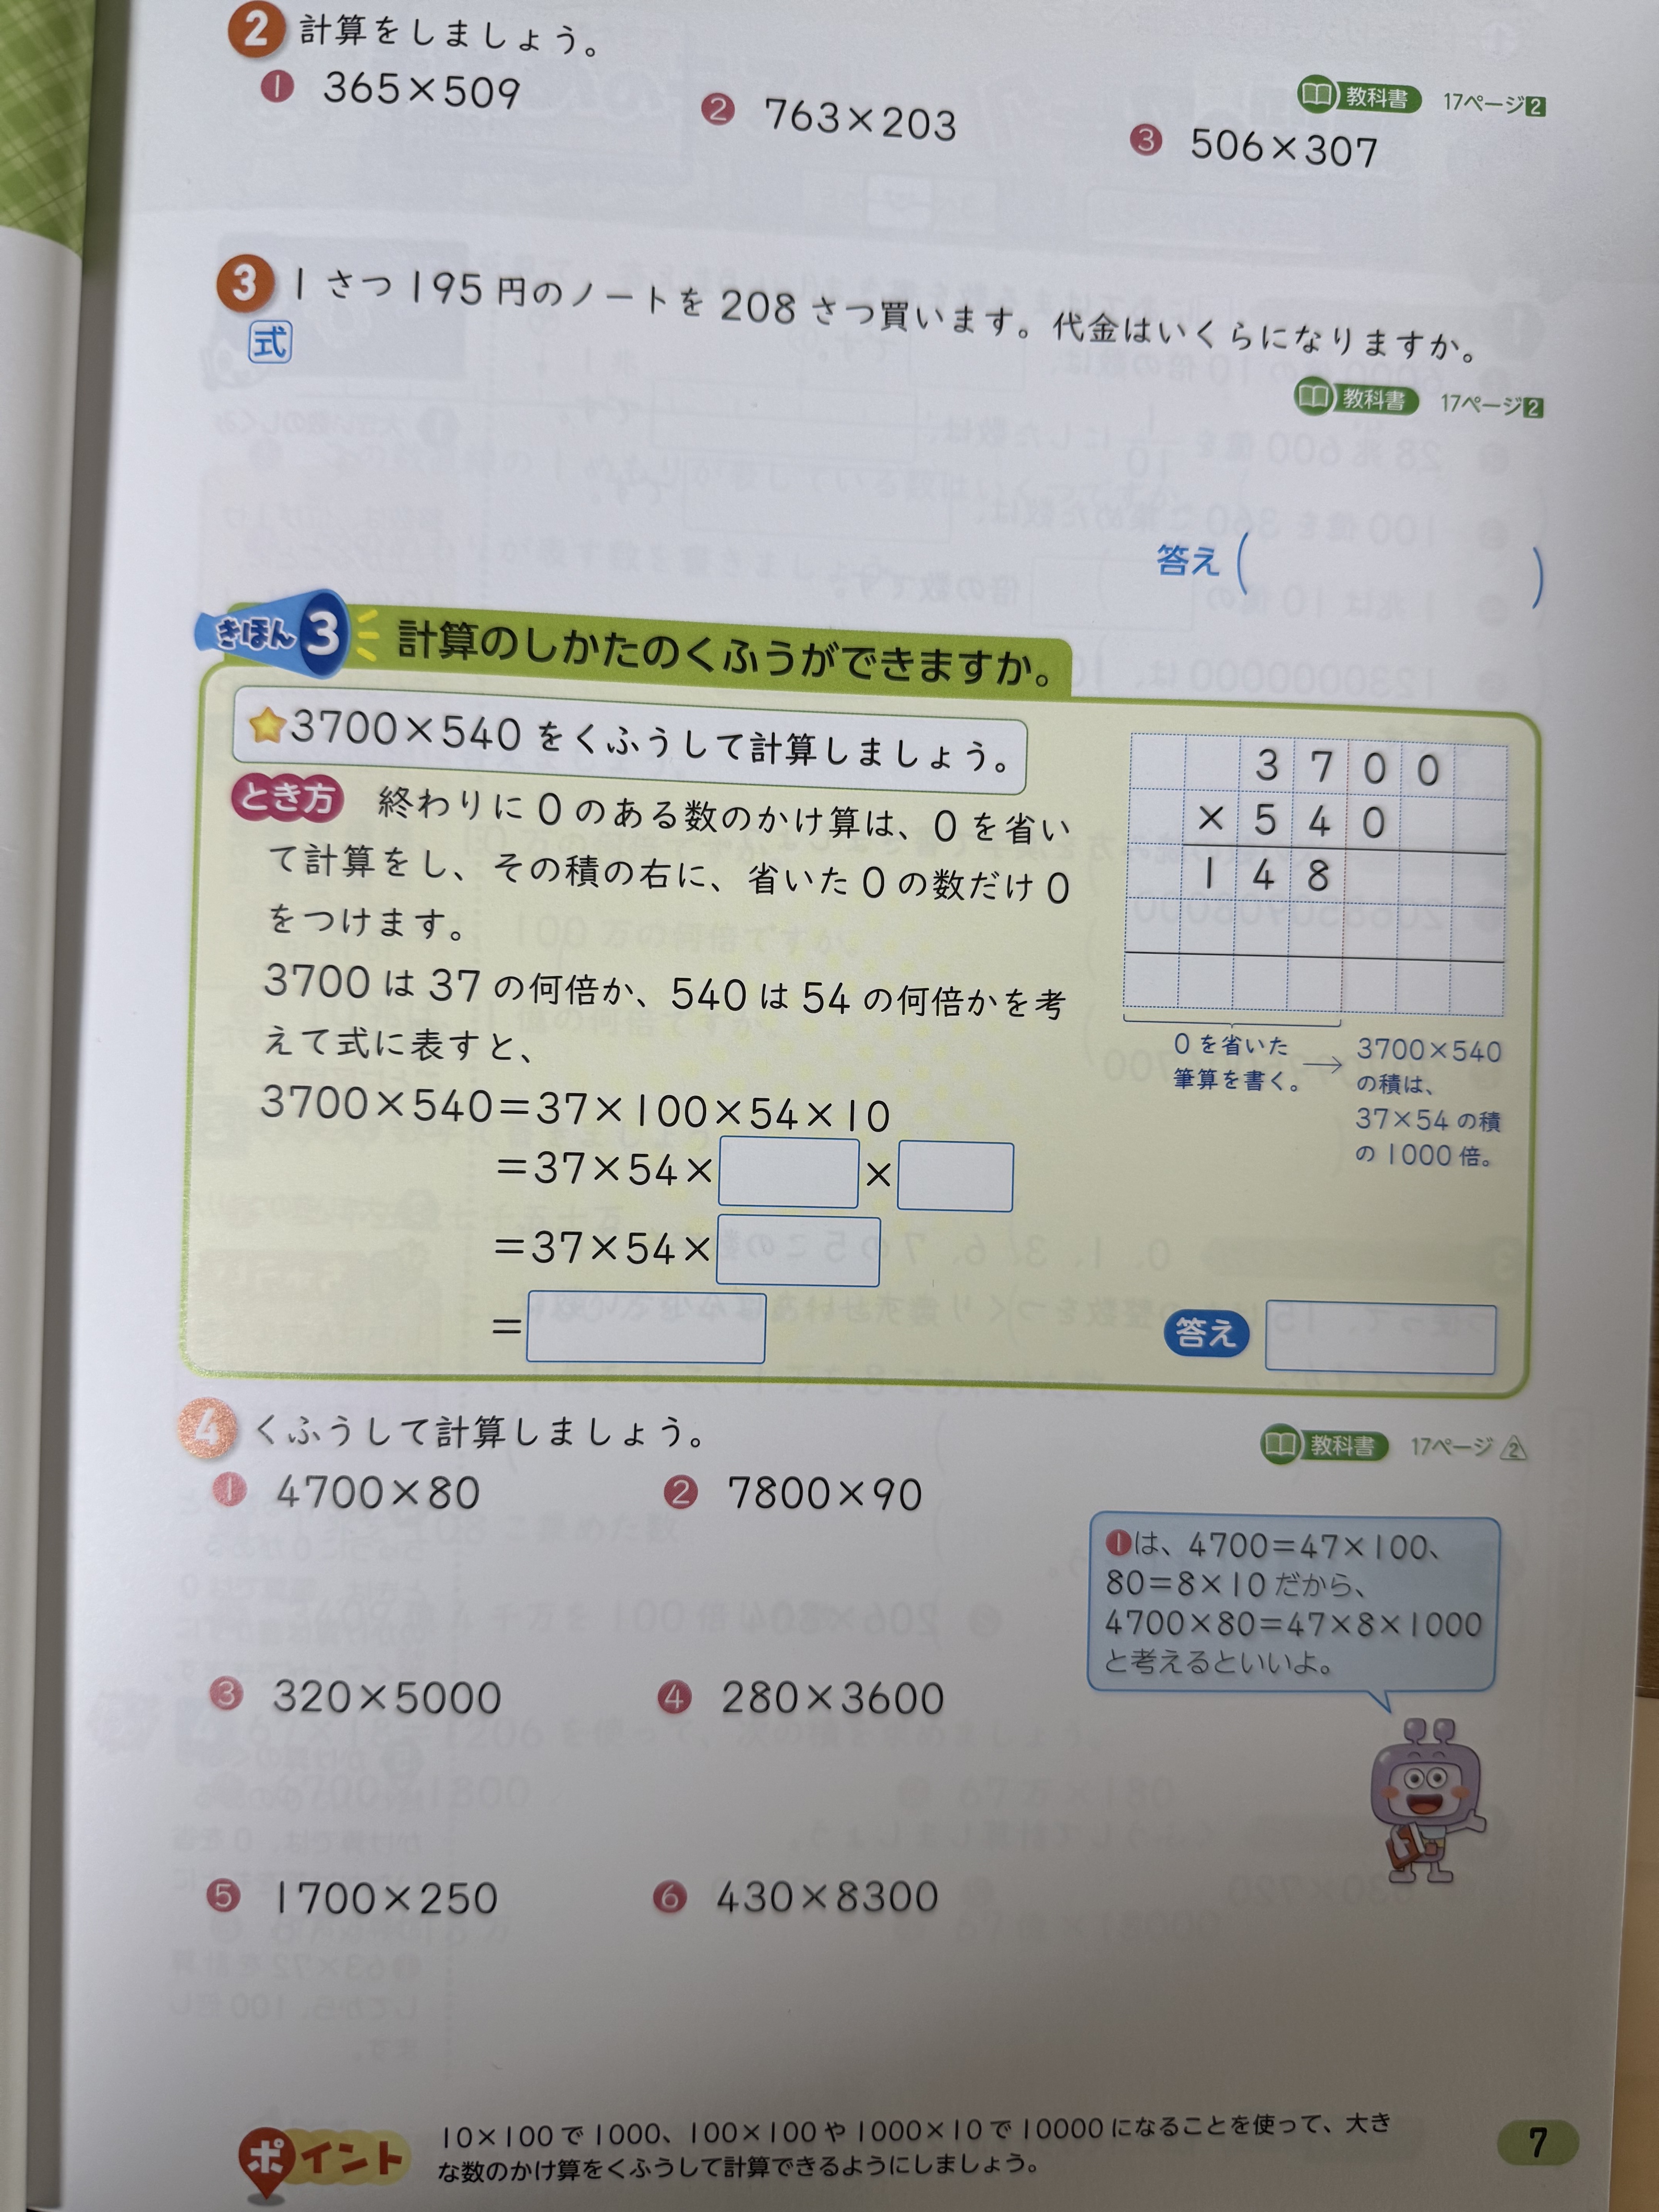 2 計算をしましょう。
教科書 17ページ2
1 365×509
2 763×203
3 506×307
3 1さつ195円のノートを208さつ買います。代金はいくらになりますか。
式
教科書 17ページ2
答え( )
きほん3 計算のしかたのくふうができますか。
★3700×540をくふうして計算しましょう。
とき方 終わりに0のある数のかけ算は、0を省い
て計算をし、その積の右に、省いた0の数だけ0
をつけます。
3700は37の何倍か、540は54の何倍かを考
えて式に表すと、
3700×540=37×100×54×10
=37×54×□×□
=37×54×□
=□
3700
×540
148
0を省いた
筆算を書く。
→
3700×540
の積は、
37×54の積
の1000倍。
答え
4 くふうして計算しましょう。
教科書 17ページ2
1 4700×80
2 7800×90
1は、4700=47×100、
80=8×10だから、
4700×80=47×8×1000
と考えるといいよ。
3 320×5000
4 280×3600
5 1700×250
6 430×8300
ポイント
10×100で1000、100×100や1000×10で10000になることを使って、大き
な数のかけ算をくふうして計算できるようにしましょう。
7